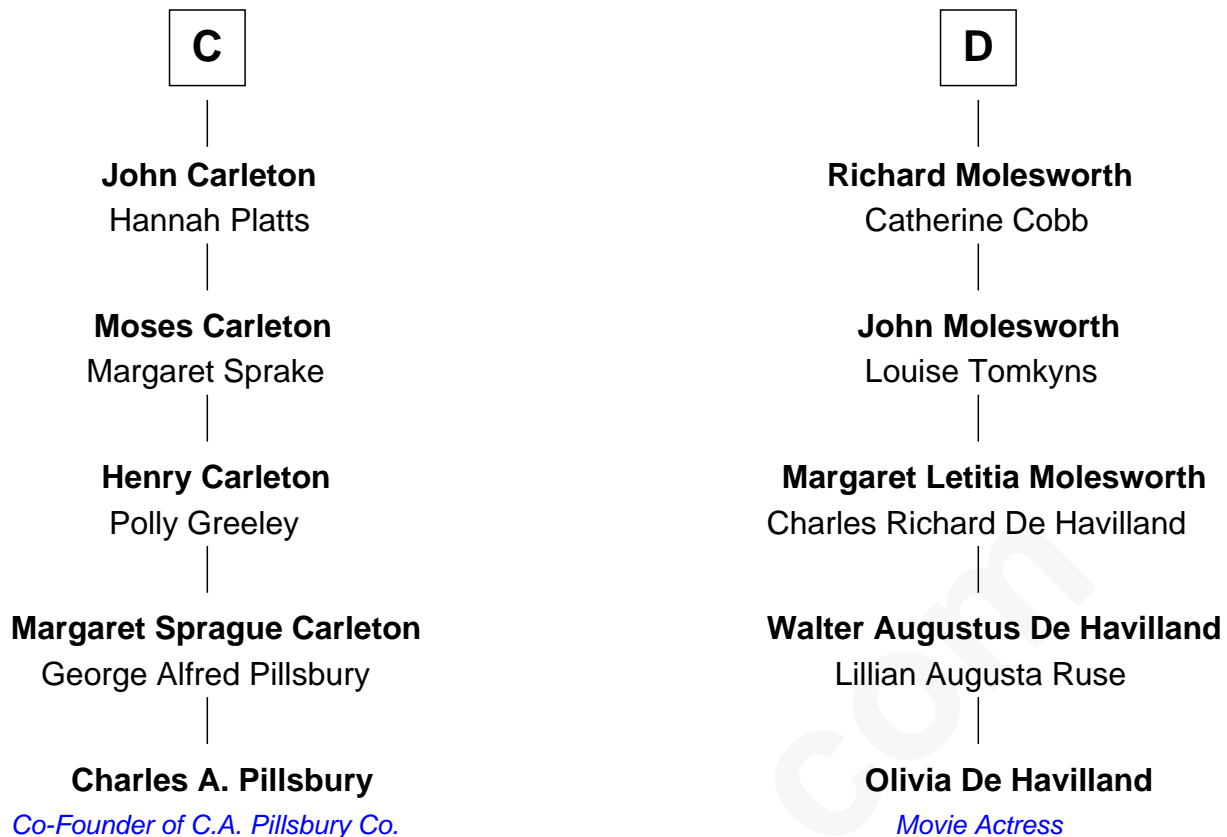 C
John Carleton
Hannah Platts
Moses Carleton
Margaret Sprake
Henry Carleton
Polly Greeley
Margaret Sprague Carleton
George Alfred Pillsbury
Charles A. Pillsbury
Co-Founder of C.A. Pillsbury Co.
D
Richard Molesworth
Catherine Cobb
John Molesworth
Louise Tomkyns
Margaret Letitia Molesworth
Charles Richard De Havilland
Walter Augustus De Havilland
Lillian Augusta Ruse
Olivia De Havilland
Movie Actress
com